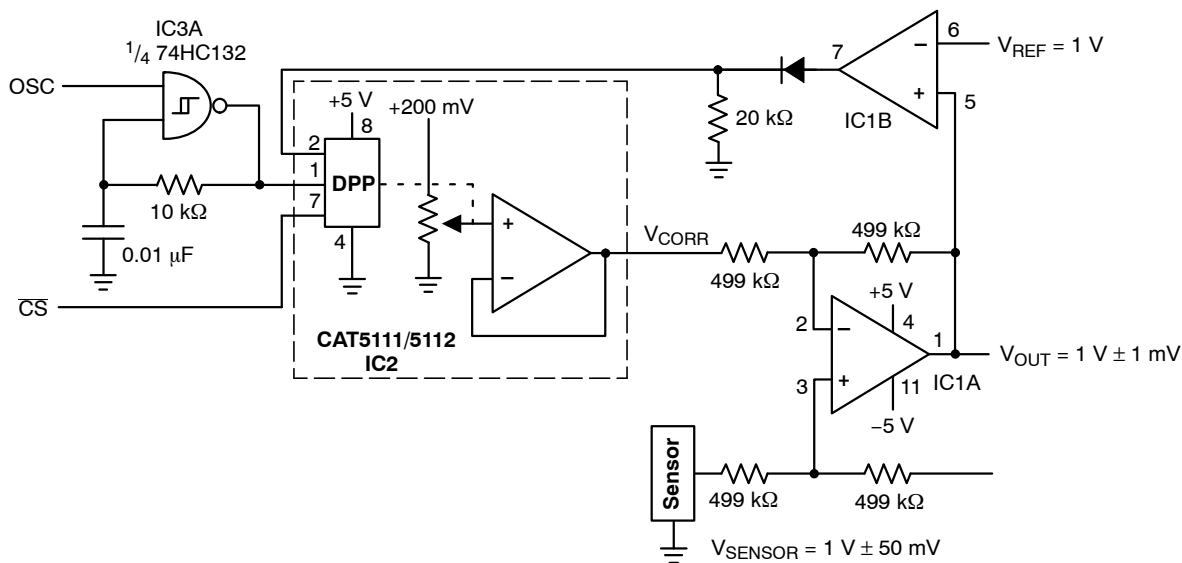 IC3A
1/4 74HC132
OSC
10 kΩ
0.01 μF
CS
+5 V
+200 mV
8
2
1
7
DPP
4
+
−
CAT5111/5112
IC2
VCORR
7
−
+
6
5
IC1B
VREF = 1 V
20 kΩ
499 kΩ
499 kΩ
+5 V
2
−
4
1
3
+
11
IC1A
−5 V
VOUT = 1 V ± 1 mV
Sensor
499 kΩ
499 kΩ
VSENSOR = 1 V ± 50 mV